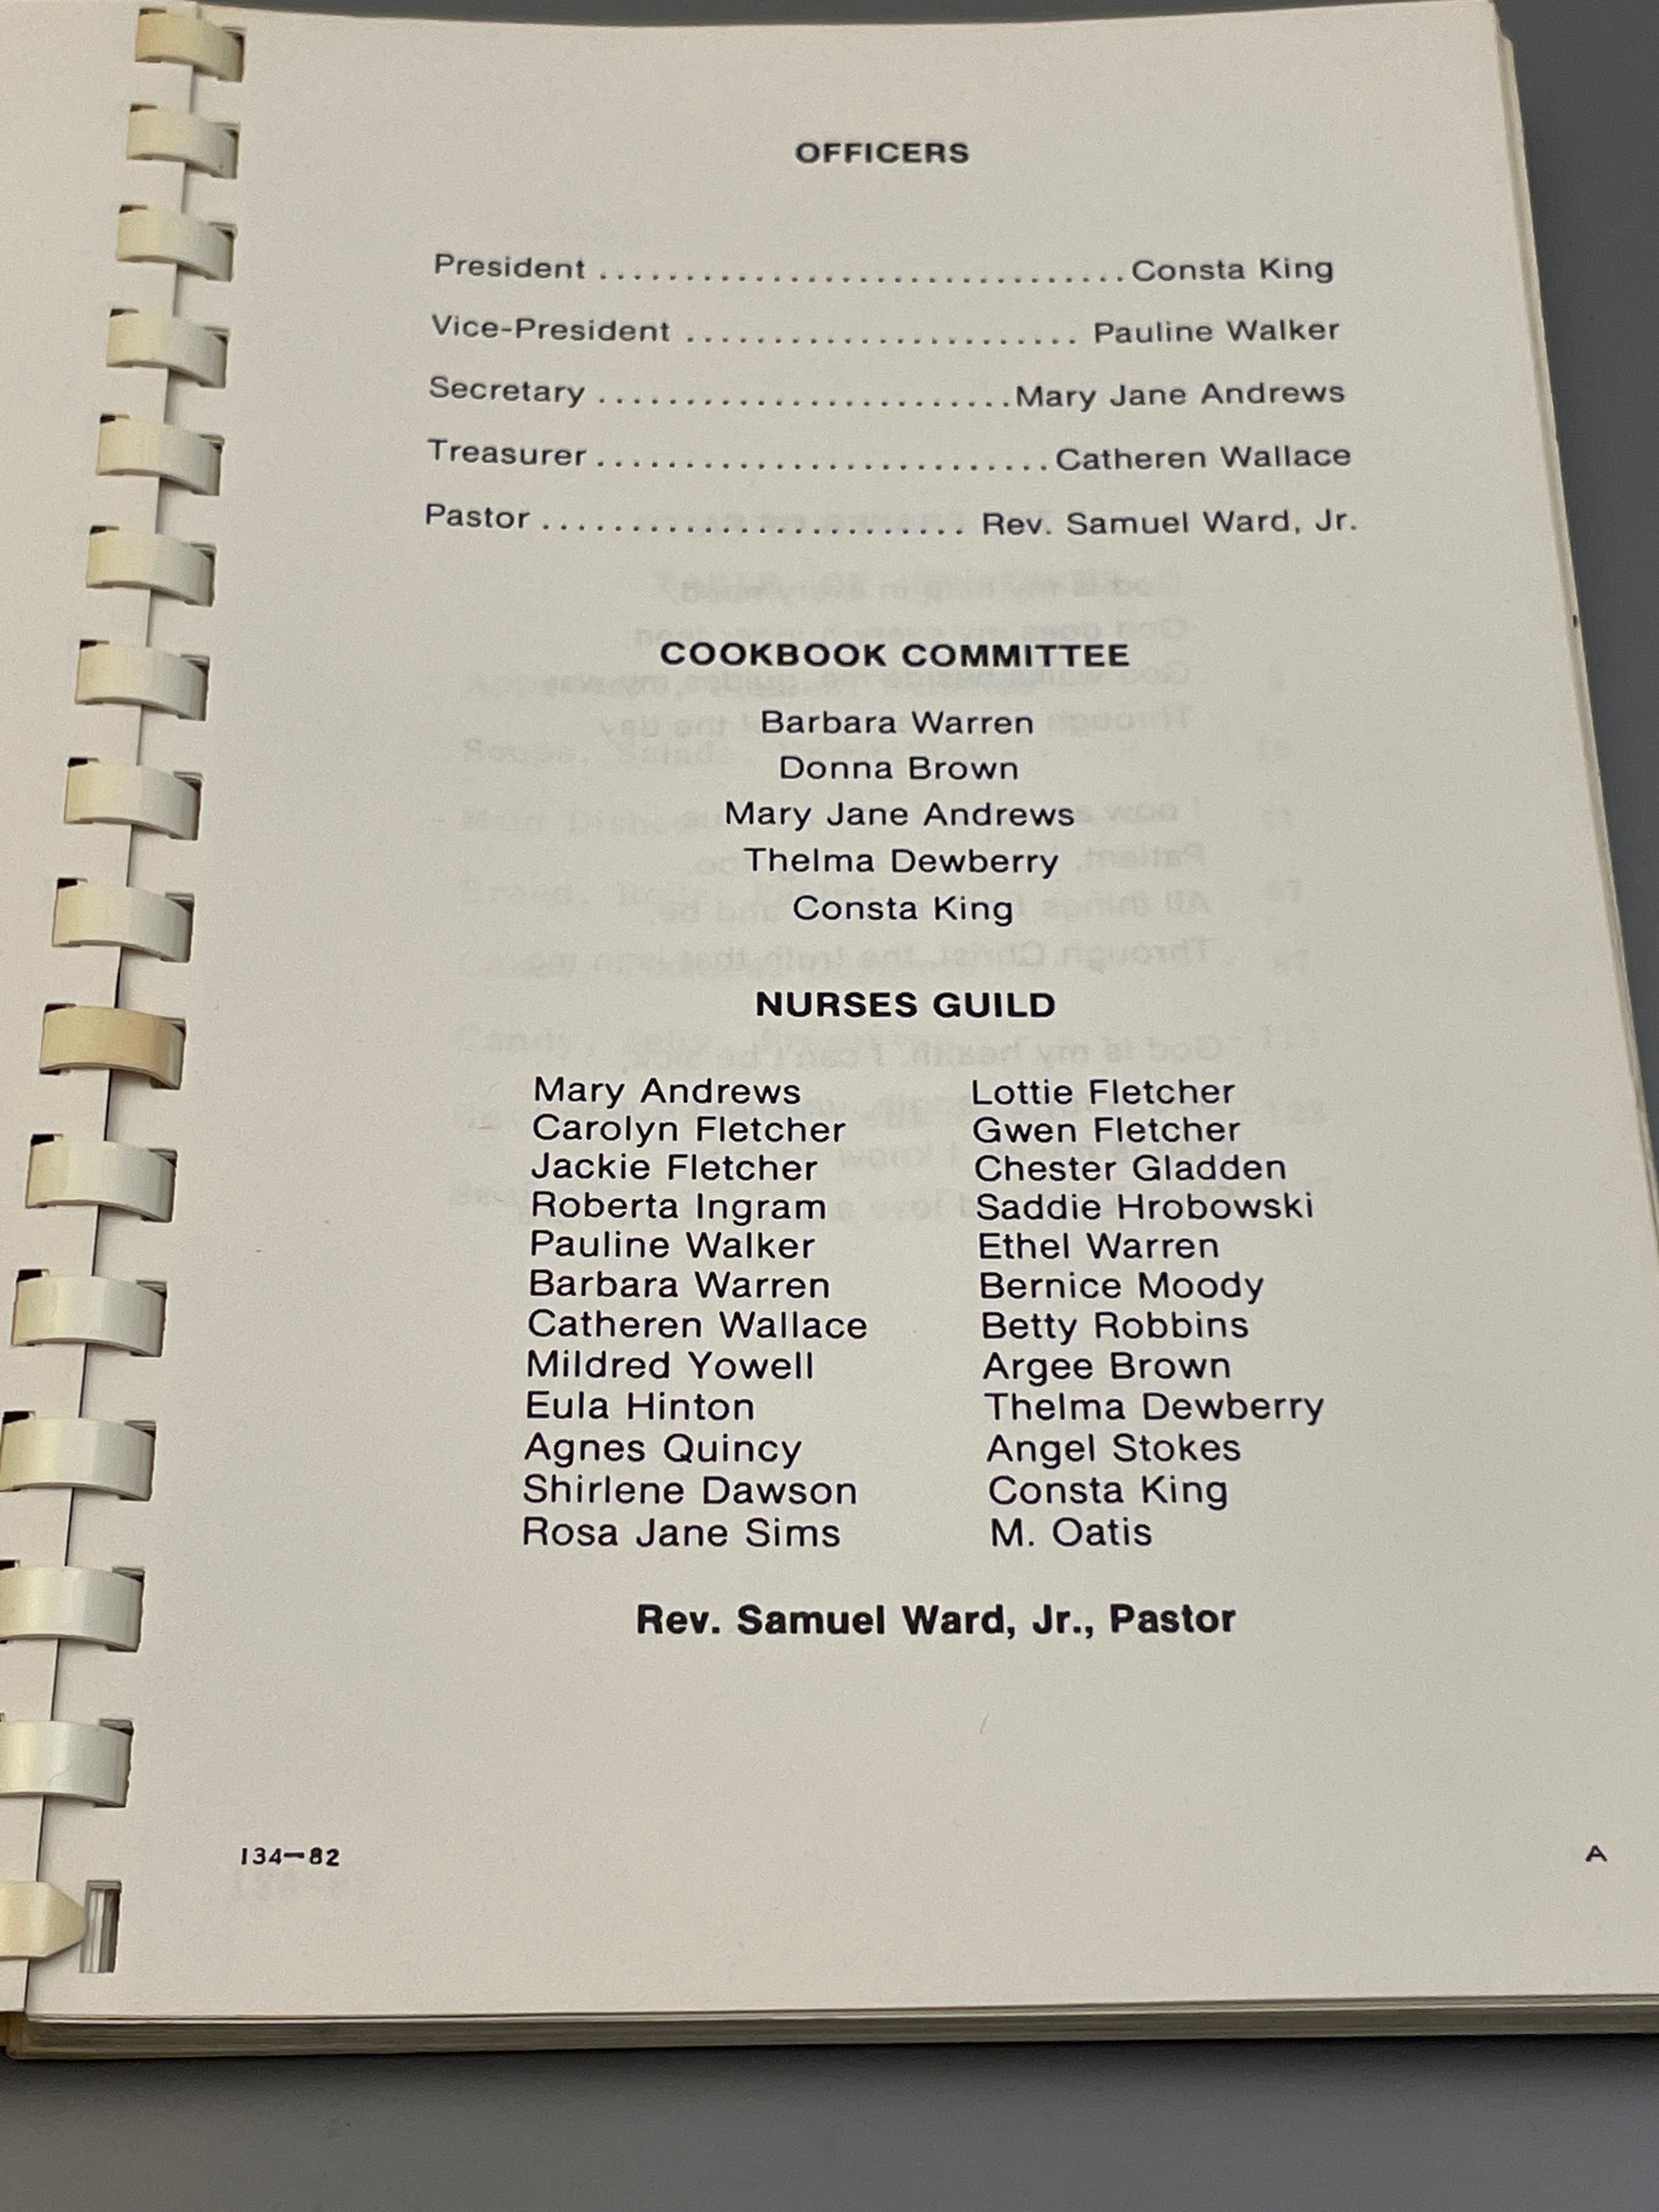 OFFICERS
President ............................... Consta King
Vice-President ....................... Pauline Walker
Secretary ........................ Mary Jane Andrews
Treasurer .......................... Catheren Wallace
Pastor ......................... Rev. Samuel Ward, Jr.
COOKBOOK COMMITTEE
Barbara Warren
Donna Brown
Mary Jane Andrews
Thelma Dewberry
Consta King
NURSES GUILD
Mary Andrews
Carolyn Fletcher
Jackie Fletcher
Roberta Ingram
Pauline Walker
Barbara Warren
Catheren Wallace
Mildred Yowell
Eula Hinton
Agnes Quincy
Shirlene Dawson
Rosa Jane Sims
Lottie Fletcher
Gwen Fletcher
Chester Gladden
Saddie Hrobowski
Ethel Warren
Bernice Moody
Betty Robbins
Argee Brown
Thelma Dewberry
Angel Stokes
Consta King
M. Oatis
Rev. Samuel Ward, Jr., Pastor
134-82
A